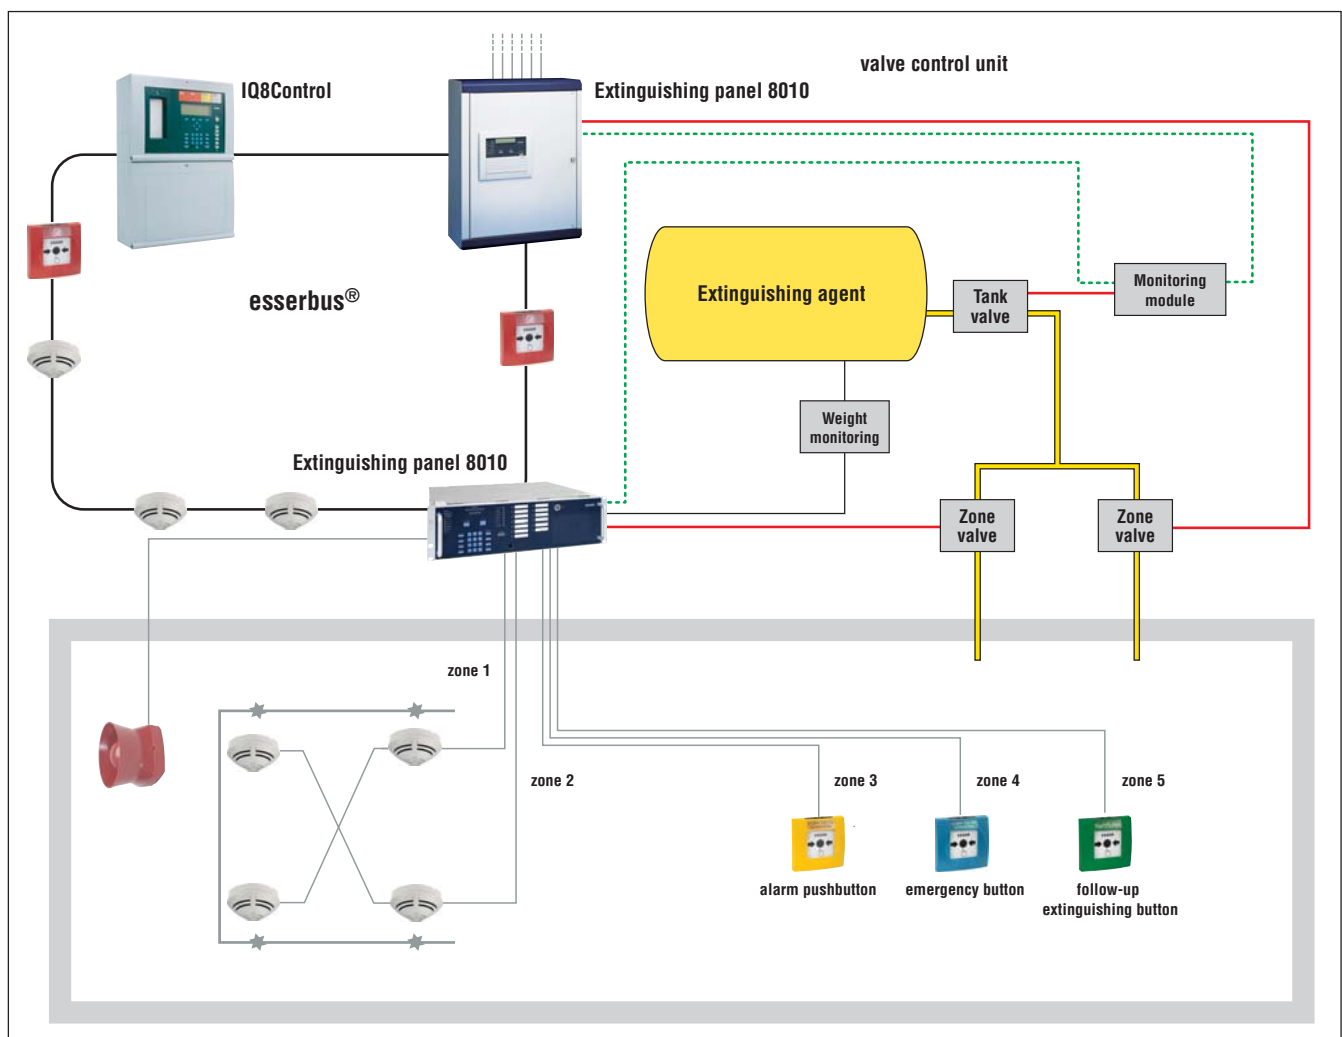 valve control unit
IQ8Control
Extinguishing panel 8010
esserbus®
Extinguishing agent
Tank
valve
Monitoring
module
Weight
monitoring
Extinguishing panel 8010
Zone
valve
Zone
valve
zone 1
zone 2
zone 3
zone 4
zone 5
alarm pushbutton
emergency button
follow-up
extinguishing button